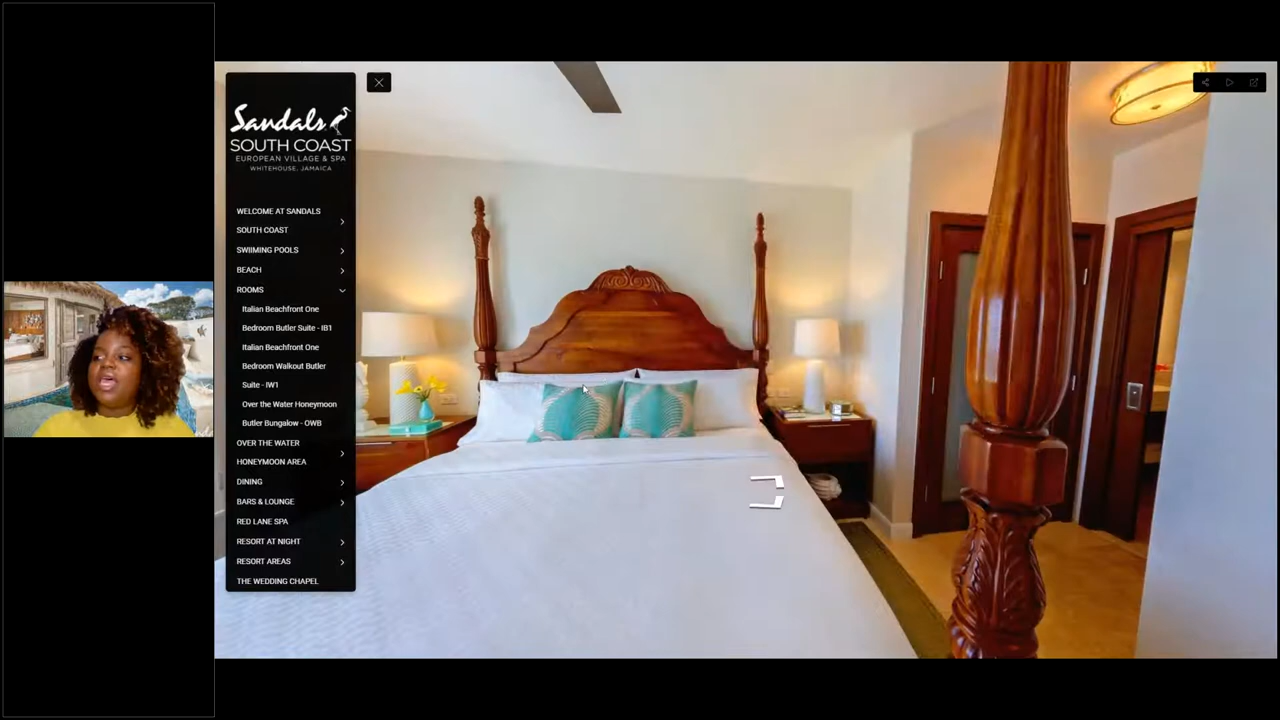 Sandals
SOUTH COAST
EUROPEAN VILLAGE & SPA
WHITEHOUSE, JAMAICA
WELCOME AT SANDALS
SOUTH COAST
SWIIMING POOLS
BEACH
ROOMS
Italian Beachfront One
Bedroom Butler Suite - IB1
Italian Beachfront One
Bedroom Walkout Butler
Suite - IW1
Over the Water Honeymoon
Butler Bungalow - OWB
OVER THE WATER
HONEYMOON AREA
DINING
BARS & LOUNGE
RED LANE SPA
RESORT AT NIGHT
RESORT AREAS
THE WEDDING CHAPEL